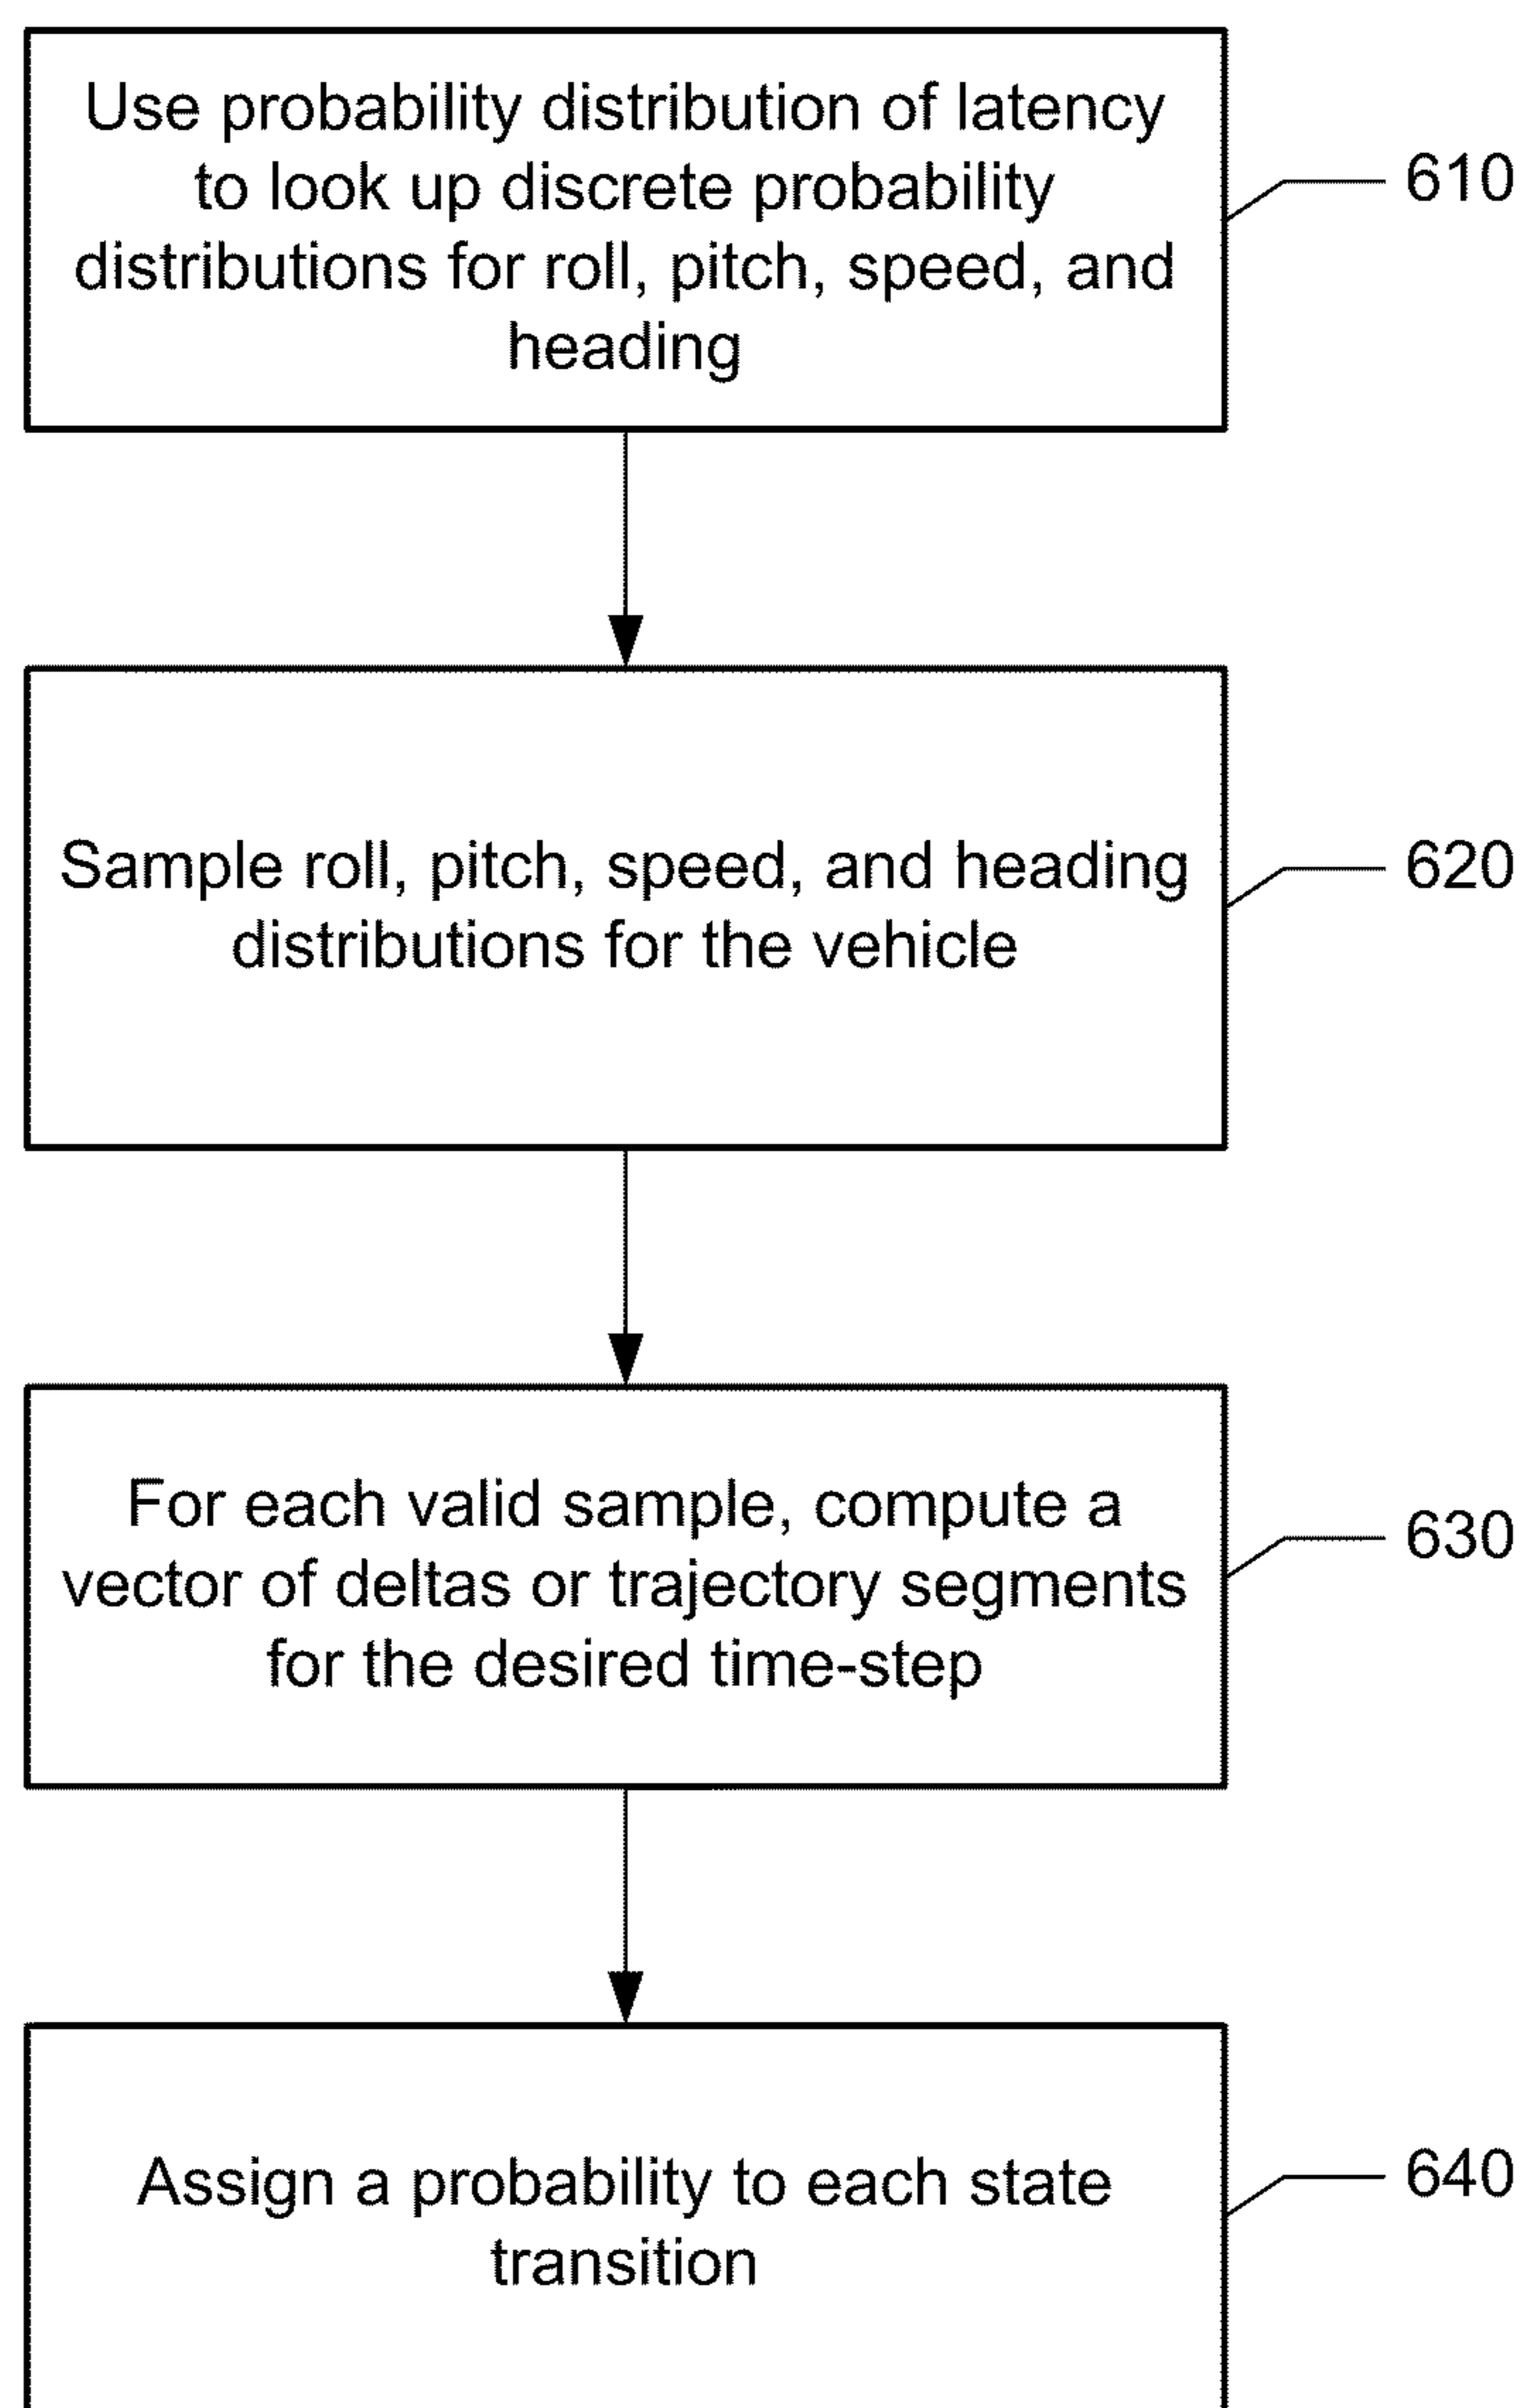 Use probability distribution of latency
to look up discrete probability
distributions for roll, pitch, speed, and
heading
610
Sample roll, pitch, speed, and heading
distributions for the vehicle
620
For each valid sample, compute a
vector of deltas or trajectory segments
for the desired time-step
630
Assign a probability to each state
transition
640